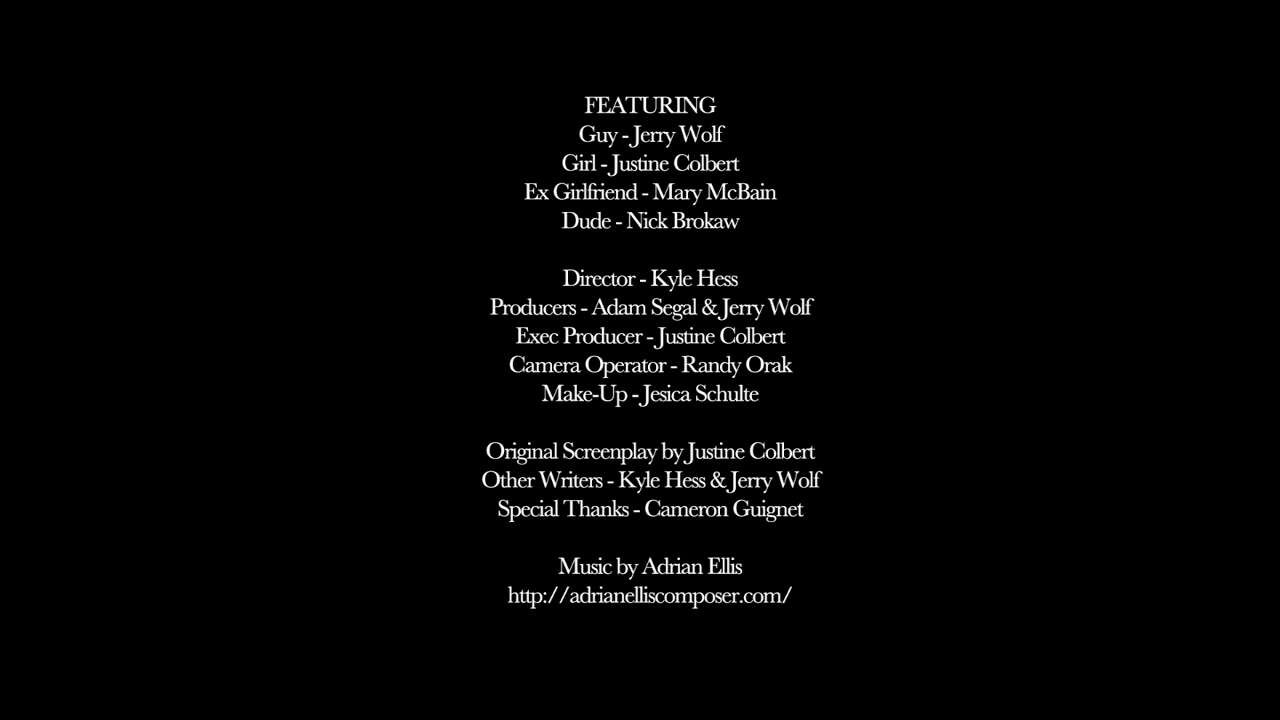 FEATURING
Guy - Jerry Wolf
Girl - Justine Colbert
Ex Girlfriend - Mary McBain
Dude - Nick Brokaw
Director - Kyle Hess
Producers - Adam Segal & Jerry Wolf
Exec Producer - Justine Colbert
Camera Operator - Randy Orak
Make-Up - Jesica Schulte
Original Screenplay by Justine Colbert
Other Writers - Kyle Hess & Jerry Wolf
Special Thanks - Cameron Guignet
Music by Adrian Ellis
http://adrianelliscomposer.com/